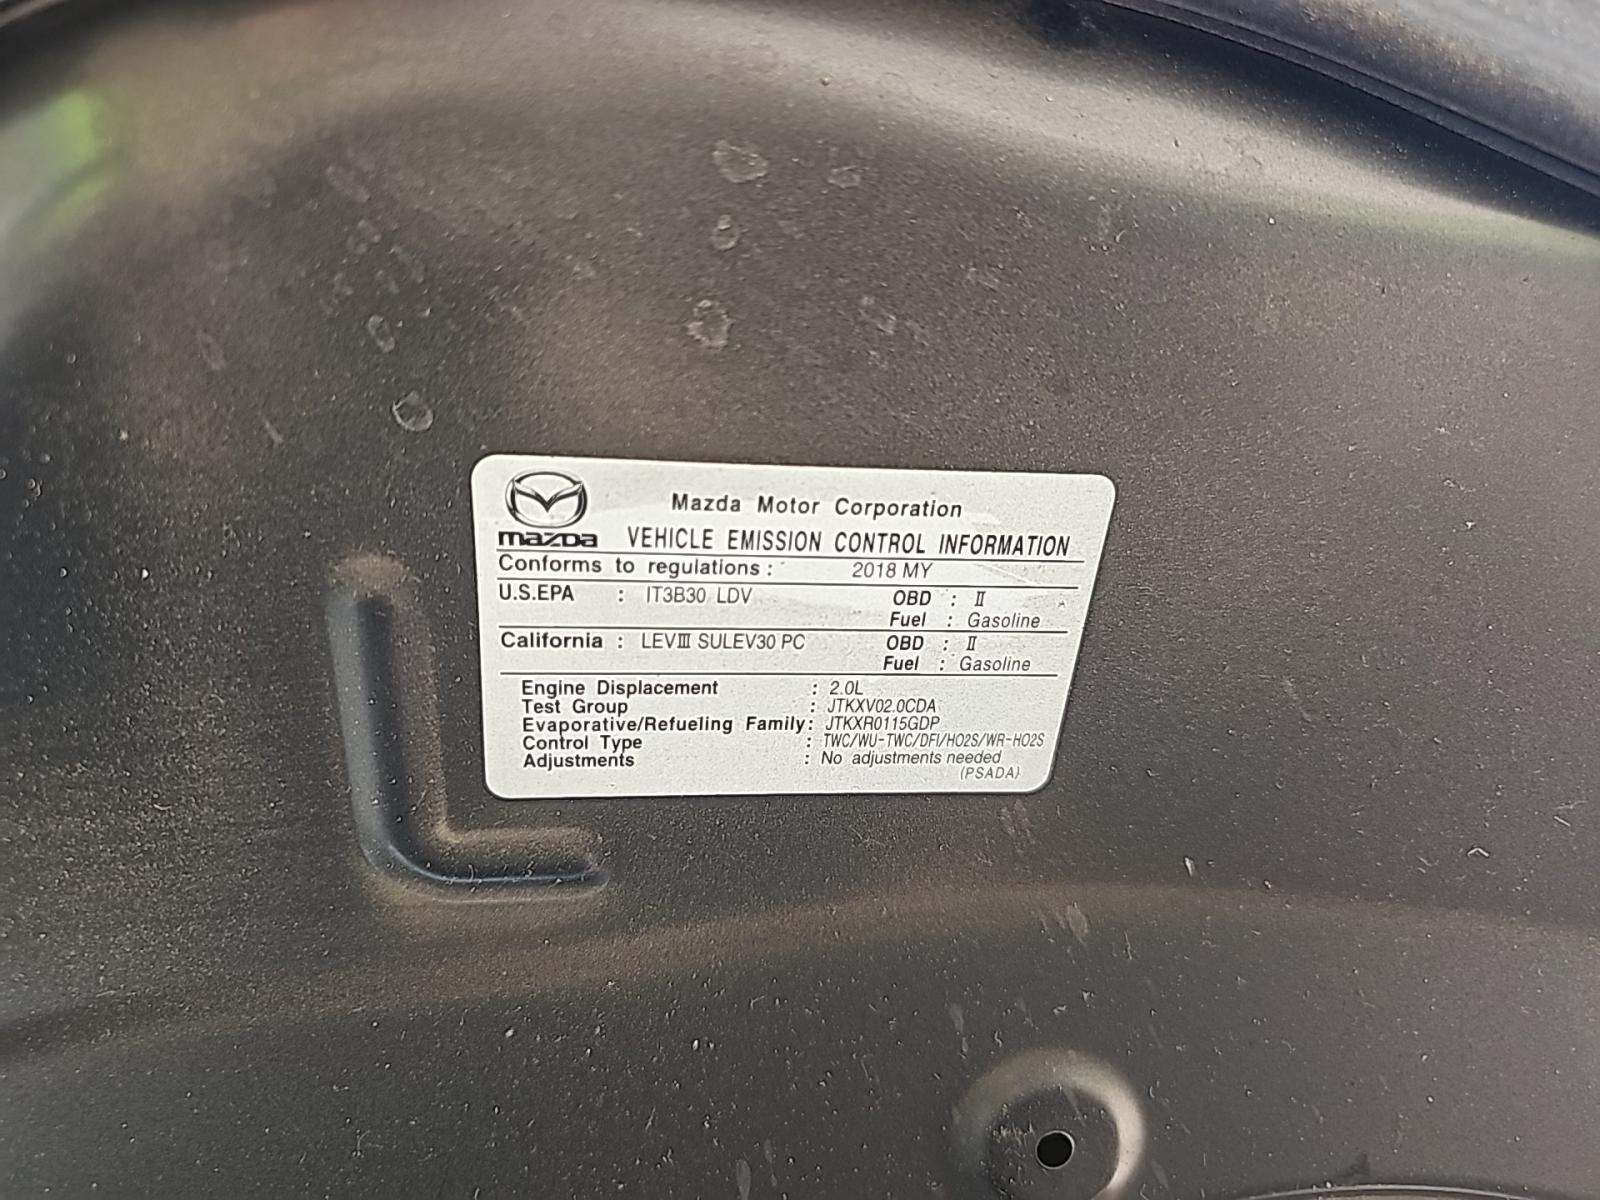 Mazda Motor Corporation
mazda VEHICLE EMISSION CONTROL INFORMATION
Conforms to regulations : 2018 MY
U.S.EPA : IT3B30 LDV OBD : Ⅱ
Fuel : Gasoline
California : LEVⅢ SULEV30 PC OBD : Ⅱ
Fuel : Gasoline
Engine Displacement : 2.0L
Test Group : JTKXV02.0CDA
Evaporative/Refueling Family : JTKXR0115GDP
Control Type : TWC/WU-TWC/DFI/HO2S/WR-HO2S
Adjustments : No adjustments needed
(PSADA)